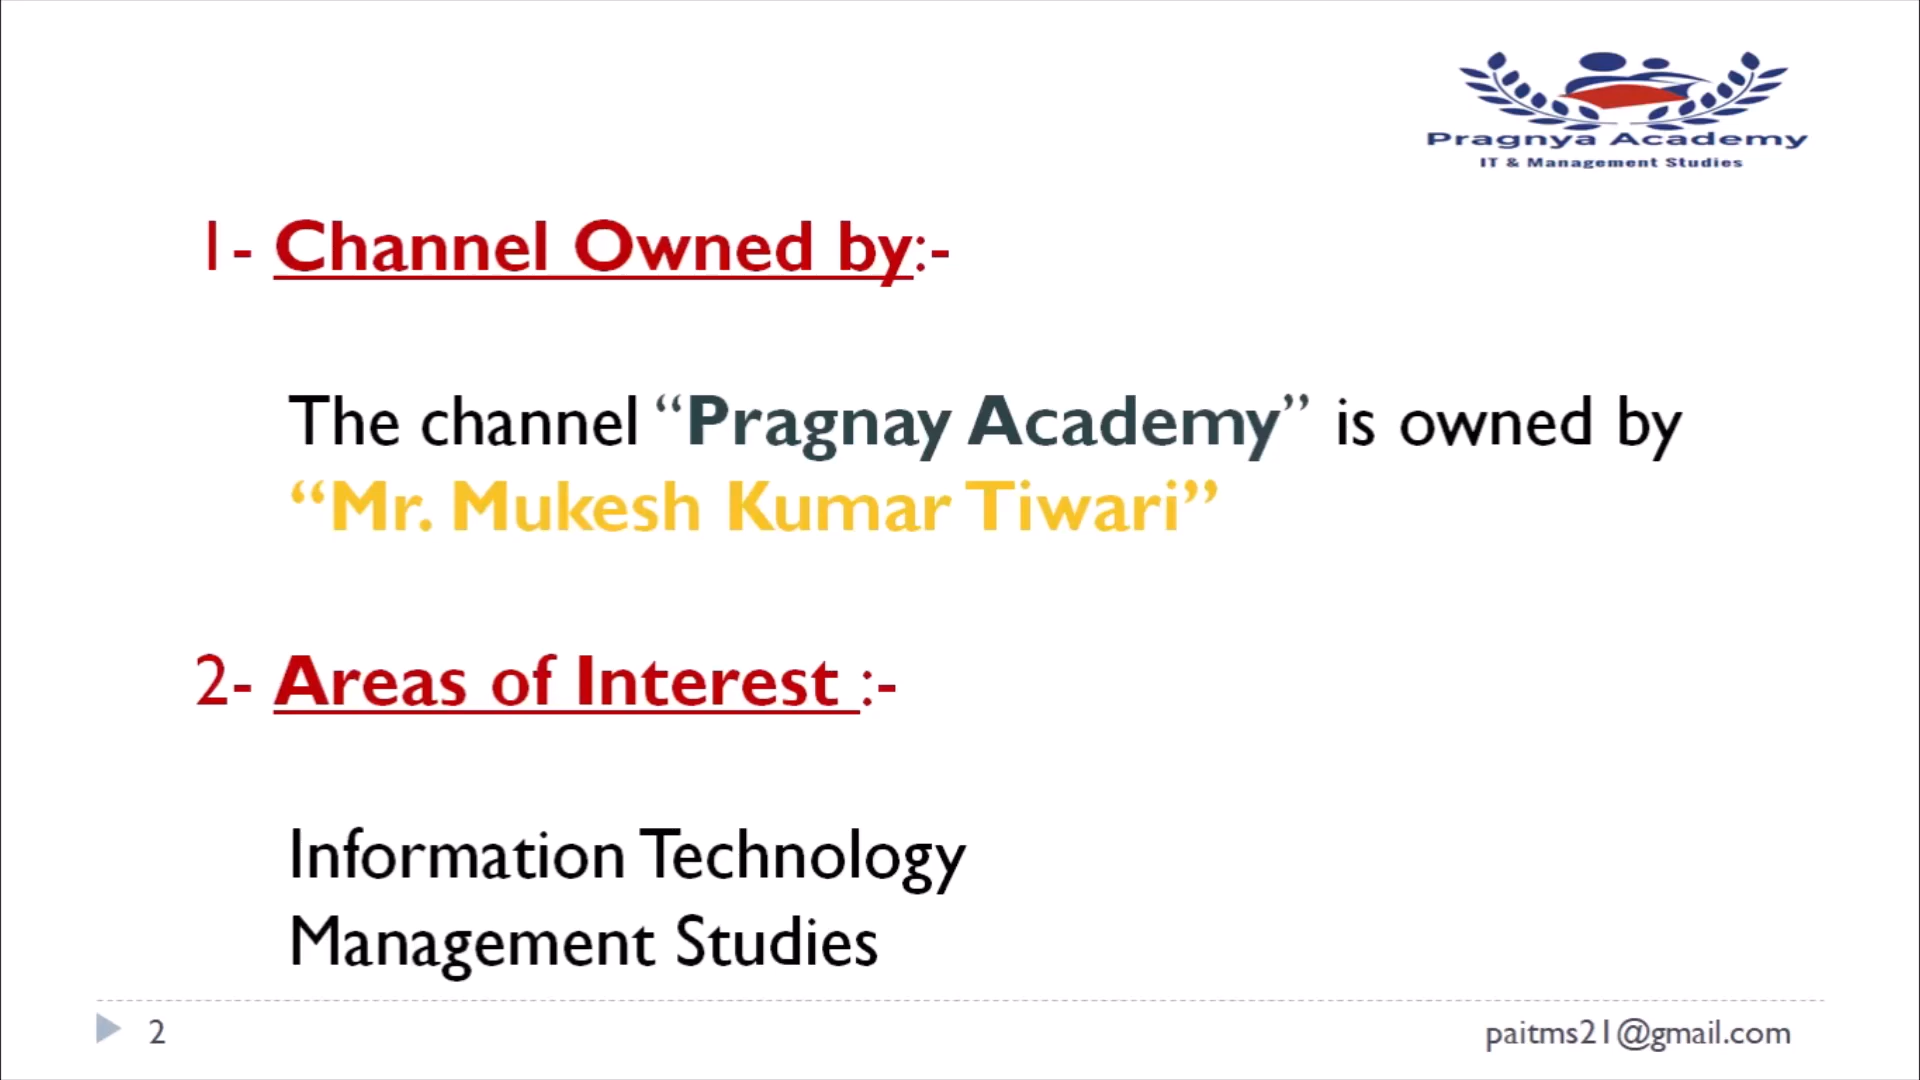 Pragnya Academy
IT & Management Studies
1- Channel Owned by:-
The channel “Pragnay Academy” is owned by
“Mr. Mukesh Kumar Tiwari”
2- Areas of Interest :-
Information Technology
Management Studies
2
paitms21@gmail.com